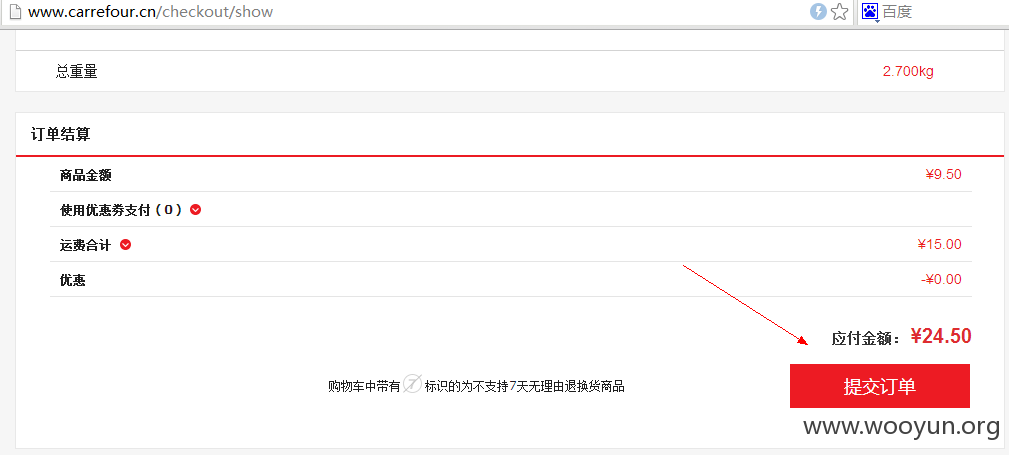 www.carrefour.cn/checkout/show 百度
总重量 2.700kg
订单结算
商品金额 ¥9.50
使用优惠劵支付（0）
运费合计 ¥15.00
优惠 -¥0.00
应付金额：¥24.50
购物车中带有 7 标识的为不支持7天无理由退换货商品
提交订单
www.wooyun.org